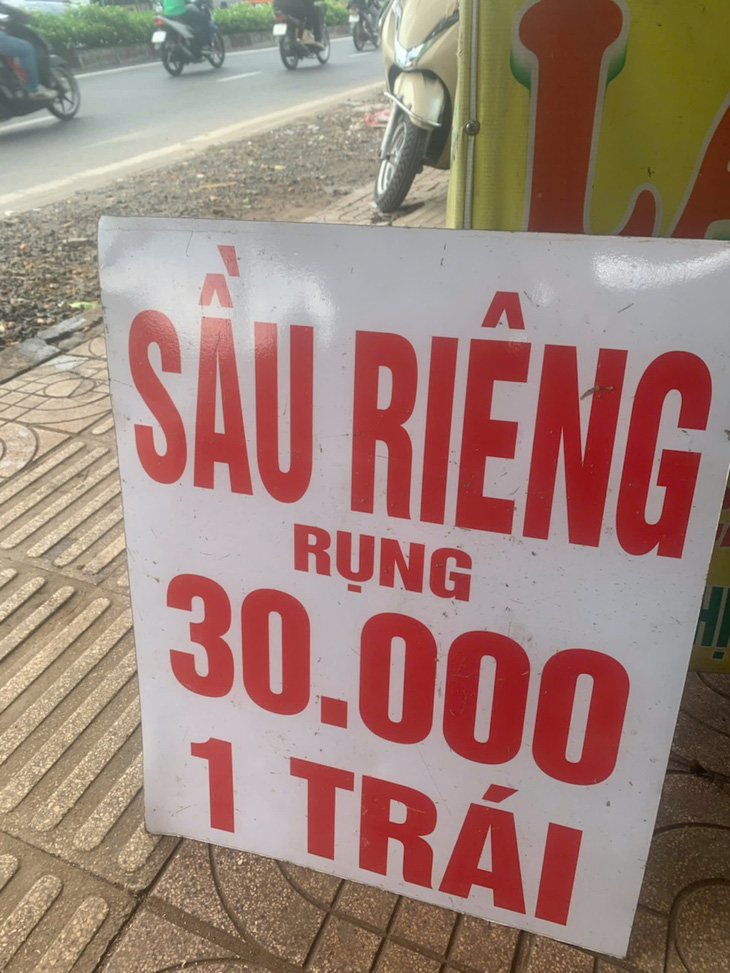 SẦU RIÊNG
RỤNG
30.000
1 TRÁI